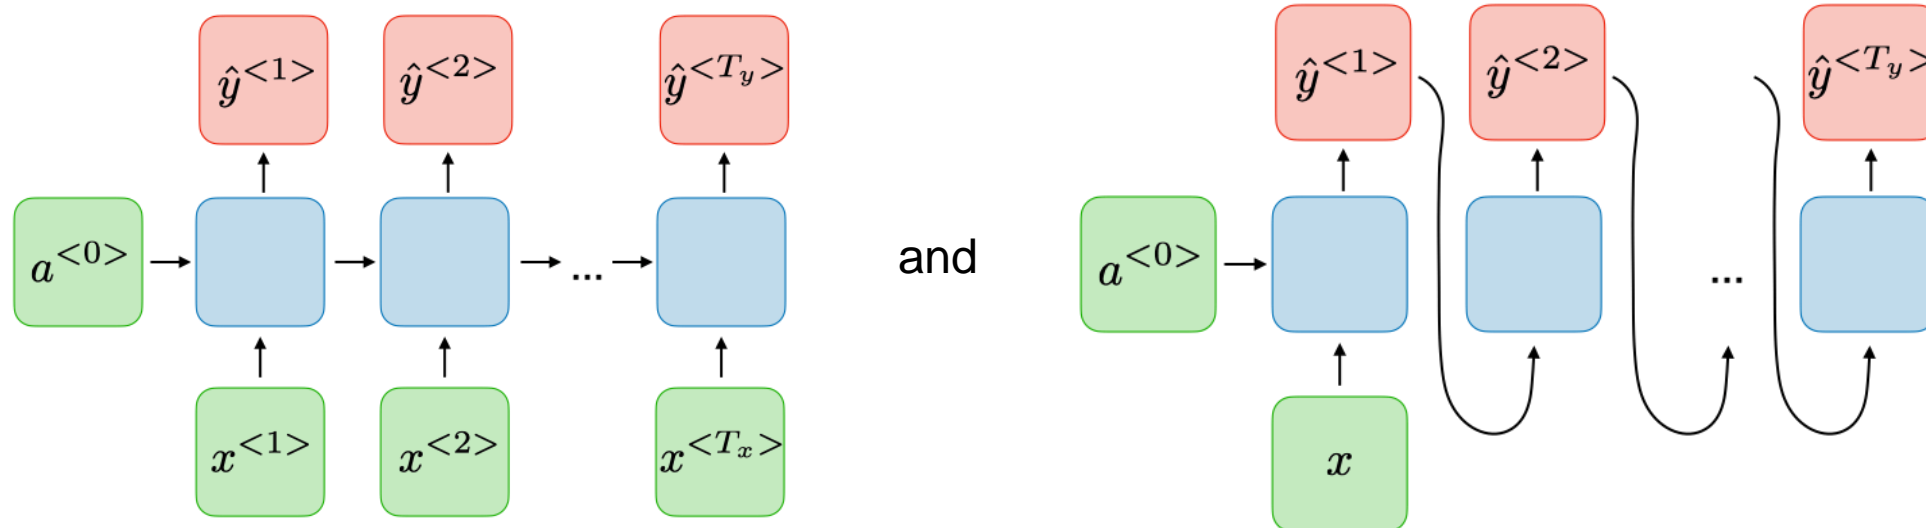 ŷ<1> ŷ<2> ŷ<Ty> ŷ<1> ŷ<2> ŷ<Ty>
a<0> ... and a<0> ...
x<1> x<2> x<Tx> x